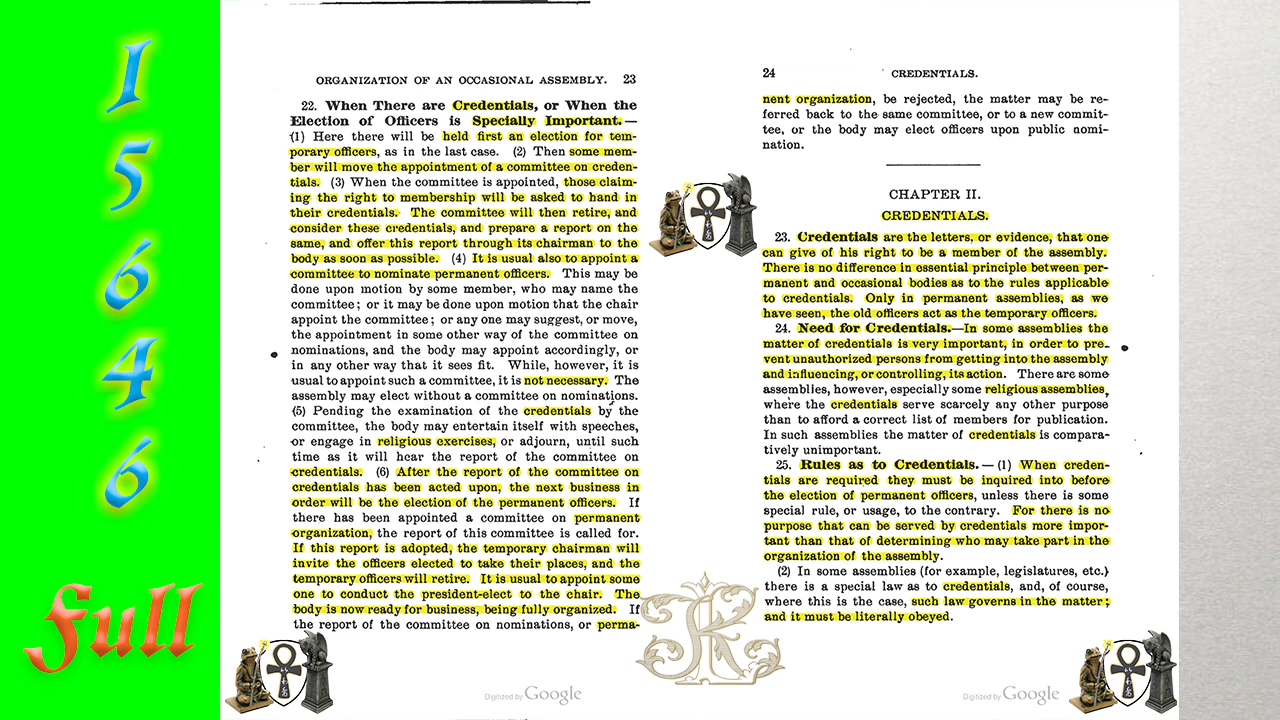 1
5
6
4
6
full
ORGANIZATION OF AN OCCASIONAL ASSEMBLY. 23
22. When There are Credentials, or When the
Election of Officers is Specially Important.—
(1) Here there will be held first an election for tem-
porary officers, as in the last case. (2) Then some mem-
ber will move the appointment of a committee on creden-
tials. (3) When the committee is appointed, those claim-
ing the right to membership will be asked to hand in
their credentials. The committee will then retire, and
consider these credentials, and prepare a report on the
same, and offer this report through its chairman to the
body as soon as possible. (4) It is usual also to appoint a
committee to nominate permanent officers. This may be
done upon motion by some member, who may name the
committee; or it may be done upon motion that the chair
appoint the committee; or any one may suggest, or move,
the appointment in some other way of the committee on
nominations, and the body may appoint accordingly, or
in any other way that it sees fit. While, however, it is
usual to appoint such a committee, it is not necessary. The
assembly may elect without a committee on nominations.
(5) Pending the examination of the credentials by the
committee, the body may entertain itself with speeches,
or engage in religious exercises, or adjourn, until such
time as it will hear the report of the committee on
credentials. (6) After the report of the committee on
credentials has been acted upon, the next business in
order will be the election of the permanent officers. If
there has been appointed a committee on permanent
organization, the report of this committee is called for.
If this report is adopted, the temporary chairman will
invite the officers elected to take their places, and the
temporary officers will retire. It is usual to appoint some
one to conduct the president-elect to the chair. The
body is now ready for business, being fully organized. If
the report of the committee on nominations, or perma-
Digitized by Google
24 CREDENTIALS.
nent organization, be rejected, the matter may be re-
ferred back to the same committee, or to a new commit-
tee, or the body may elect officers upon public nomi-
nation.
CHAPTER II.
CREDENTIALS.
23. Credentials are the letters, or evidence, that one
can give of his right to be a member of the assembly.
There is no difference in essential principle between per-
manent and occasional bodies as to the rules applicable
to credentials. Only in permanent assemblies, as we
have seen, the old officers act as the temporary officers.
24. Need for Credentials.—In some assemblies the
matter of credentials is very important, in order to pre-
vent unauthorized persons from getting into the assembly
and influencing, or controlling, its action. There are some
assemblies, however, especially some religious assemblies,
where the credentials serve scarcely any other purpose
than to afford a correct list of members for publication.
In such assemblies the matter of credentials is compara-
tively unimportant.
25. Rules as to Credentials.—(1) When creden-
tials are required they must be inquired into before
the election of permanent officers, unless there is some
special rule, or usage, to the contrary. For there is no
purpose that can be served by credentials more impor-
tant than that of determining who may take part in the
organization of the assembly.
(2) In some assemblies (for example, legislatures, etc.)
there is a special law as to credentials, and, of course,
where this is the case, such law governs in the matter;
and it must be literally obeyed.
Digitized by Google